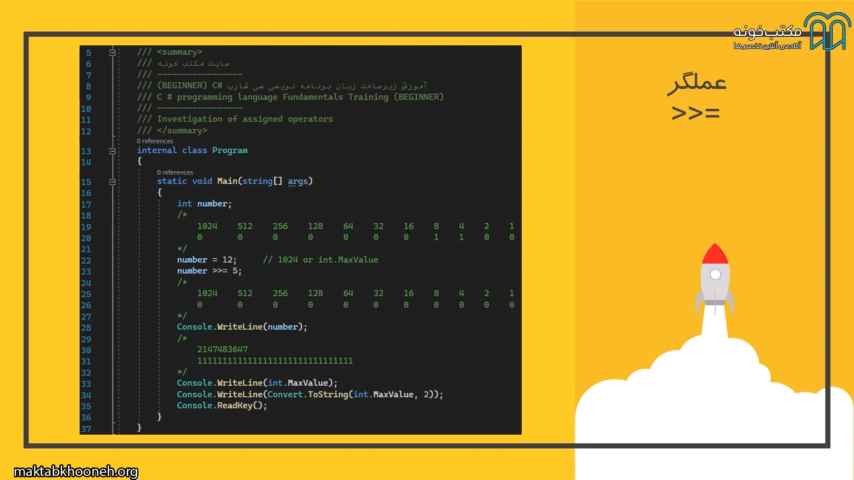 مکتب‌خونه
آکادمی آنلاین تخصص‌ها
عملگر
>>=
5 /// <summary>
6 /// سایت مکتب خونه
7 /// -----------------
8 /// (BEGINNER) C# آموزش زیرساخت زبان برنامه نویسی سی شارپ
9 /// C # programming language Fundamentals Training (BEGINNER)
10 /// -----------------
11 /// Investigation of assigned operators
12 /// </summary>
0 references
13 internal class Program
14 {
0 references
15 static void Main(string[] args)
16 {
17 int number;
18 /*
19 1024 512 256 128 64 32 16 8 4 2 1
20 0 0 0 0 0 0 0 1 1 0 0
21 */
22 number = 12; // 1024 or int.MaxValue
23 number >>= 5;
24 /*
25 1024 512 256 128 64 32 16 8 4 2 1
26 0 0 0 0 0 0 0 0 0 0 0
27 */
28 Console.WriteLine(number);
29 /*
30 2147483647
31 1111111111111111111111111111111
32 */
33 Console.WriteLine(int.MaxValue);
34 Console.WriteLine(Convert.ToString(int.MaxValue, 2));
35 Console.ReadKey();
36 }
37 }
maktabkhooneh.org